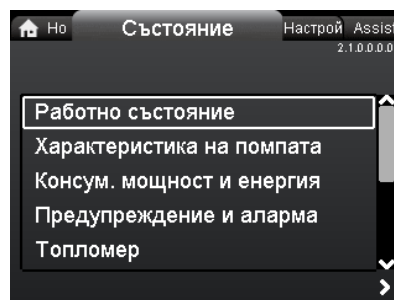 Но Състояние Настрой Assist
2.1.0.0.0.0
Работно състояние
Характеристика на помпата
Консум. мощност и енергия
Предупреждение и аларма
Топломер